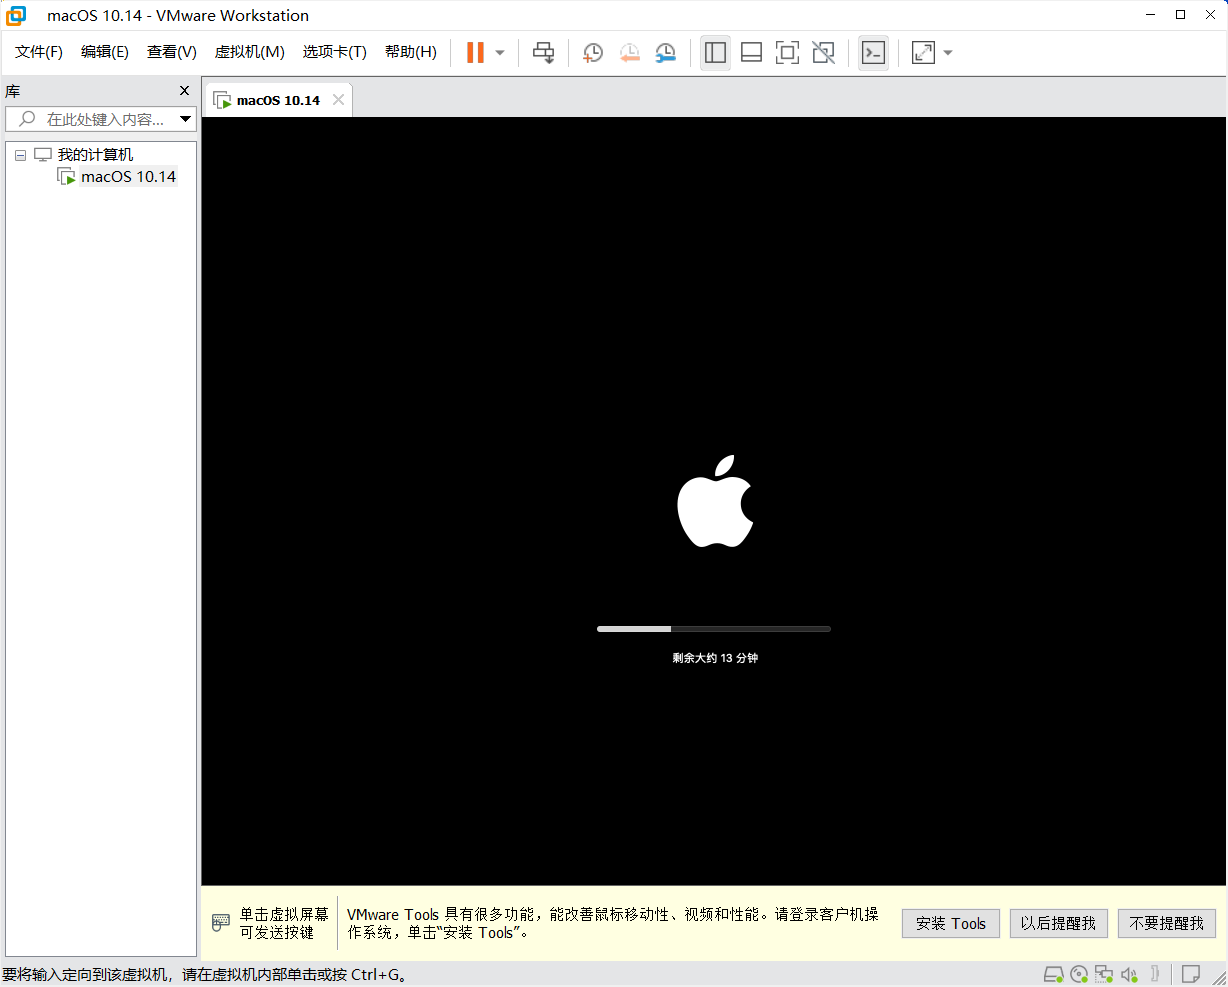 macOS 10.14 - VMware Workstation
文件(F) 编辑(E) 查看(V) 虚拟机(M) 选项卡(T) 帮助(H)
库
macOS 10.14
在此处键入内容...
我的计算机
macOS 10.14
剩余大约 13 分钟
单击虚拟屏幕
可发送按键
VMware Tools 具有很多功能，能改善鼠标移动性、视频和性能。请登录客户机操
作系统，单击“安装 Tools”。
安装 Tools
以后提醒我
不要提醒我
要将输入定向到该虚拟机，请在虚拟机内部单击或按 Ctrl+G。